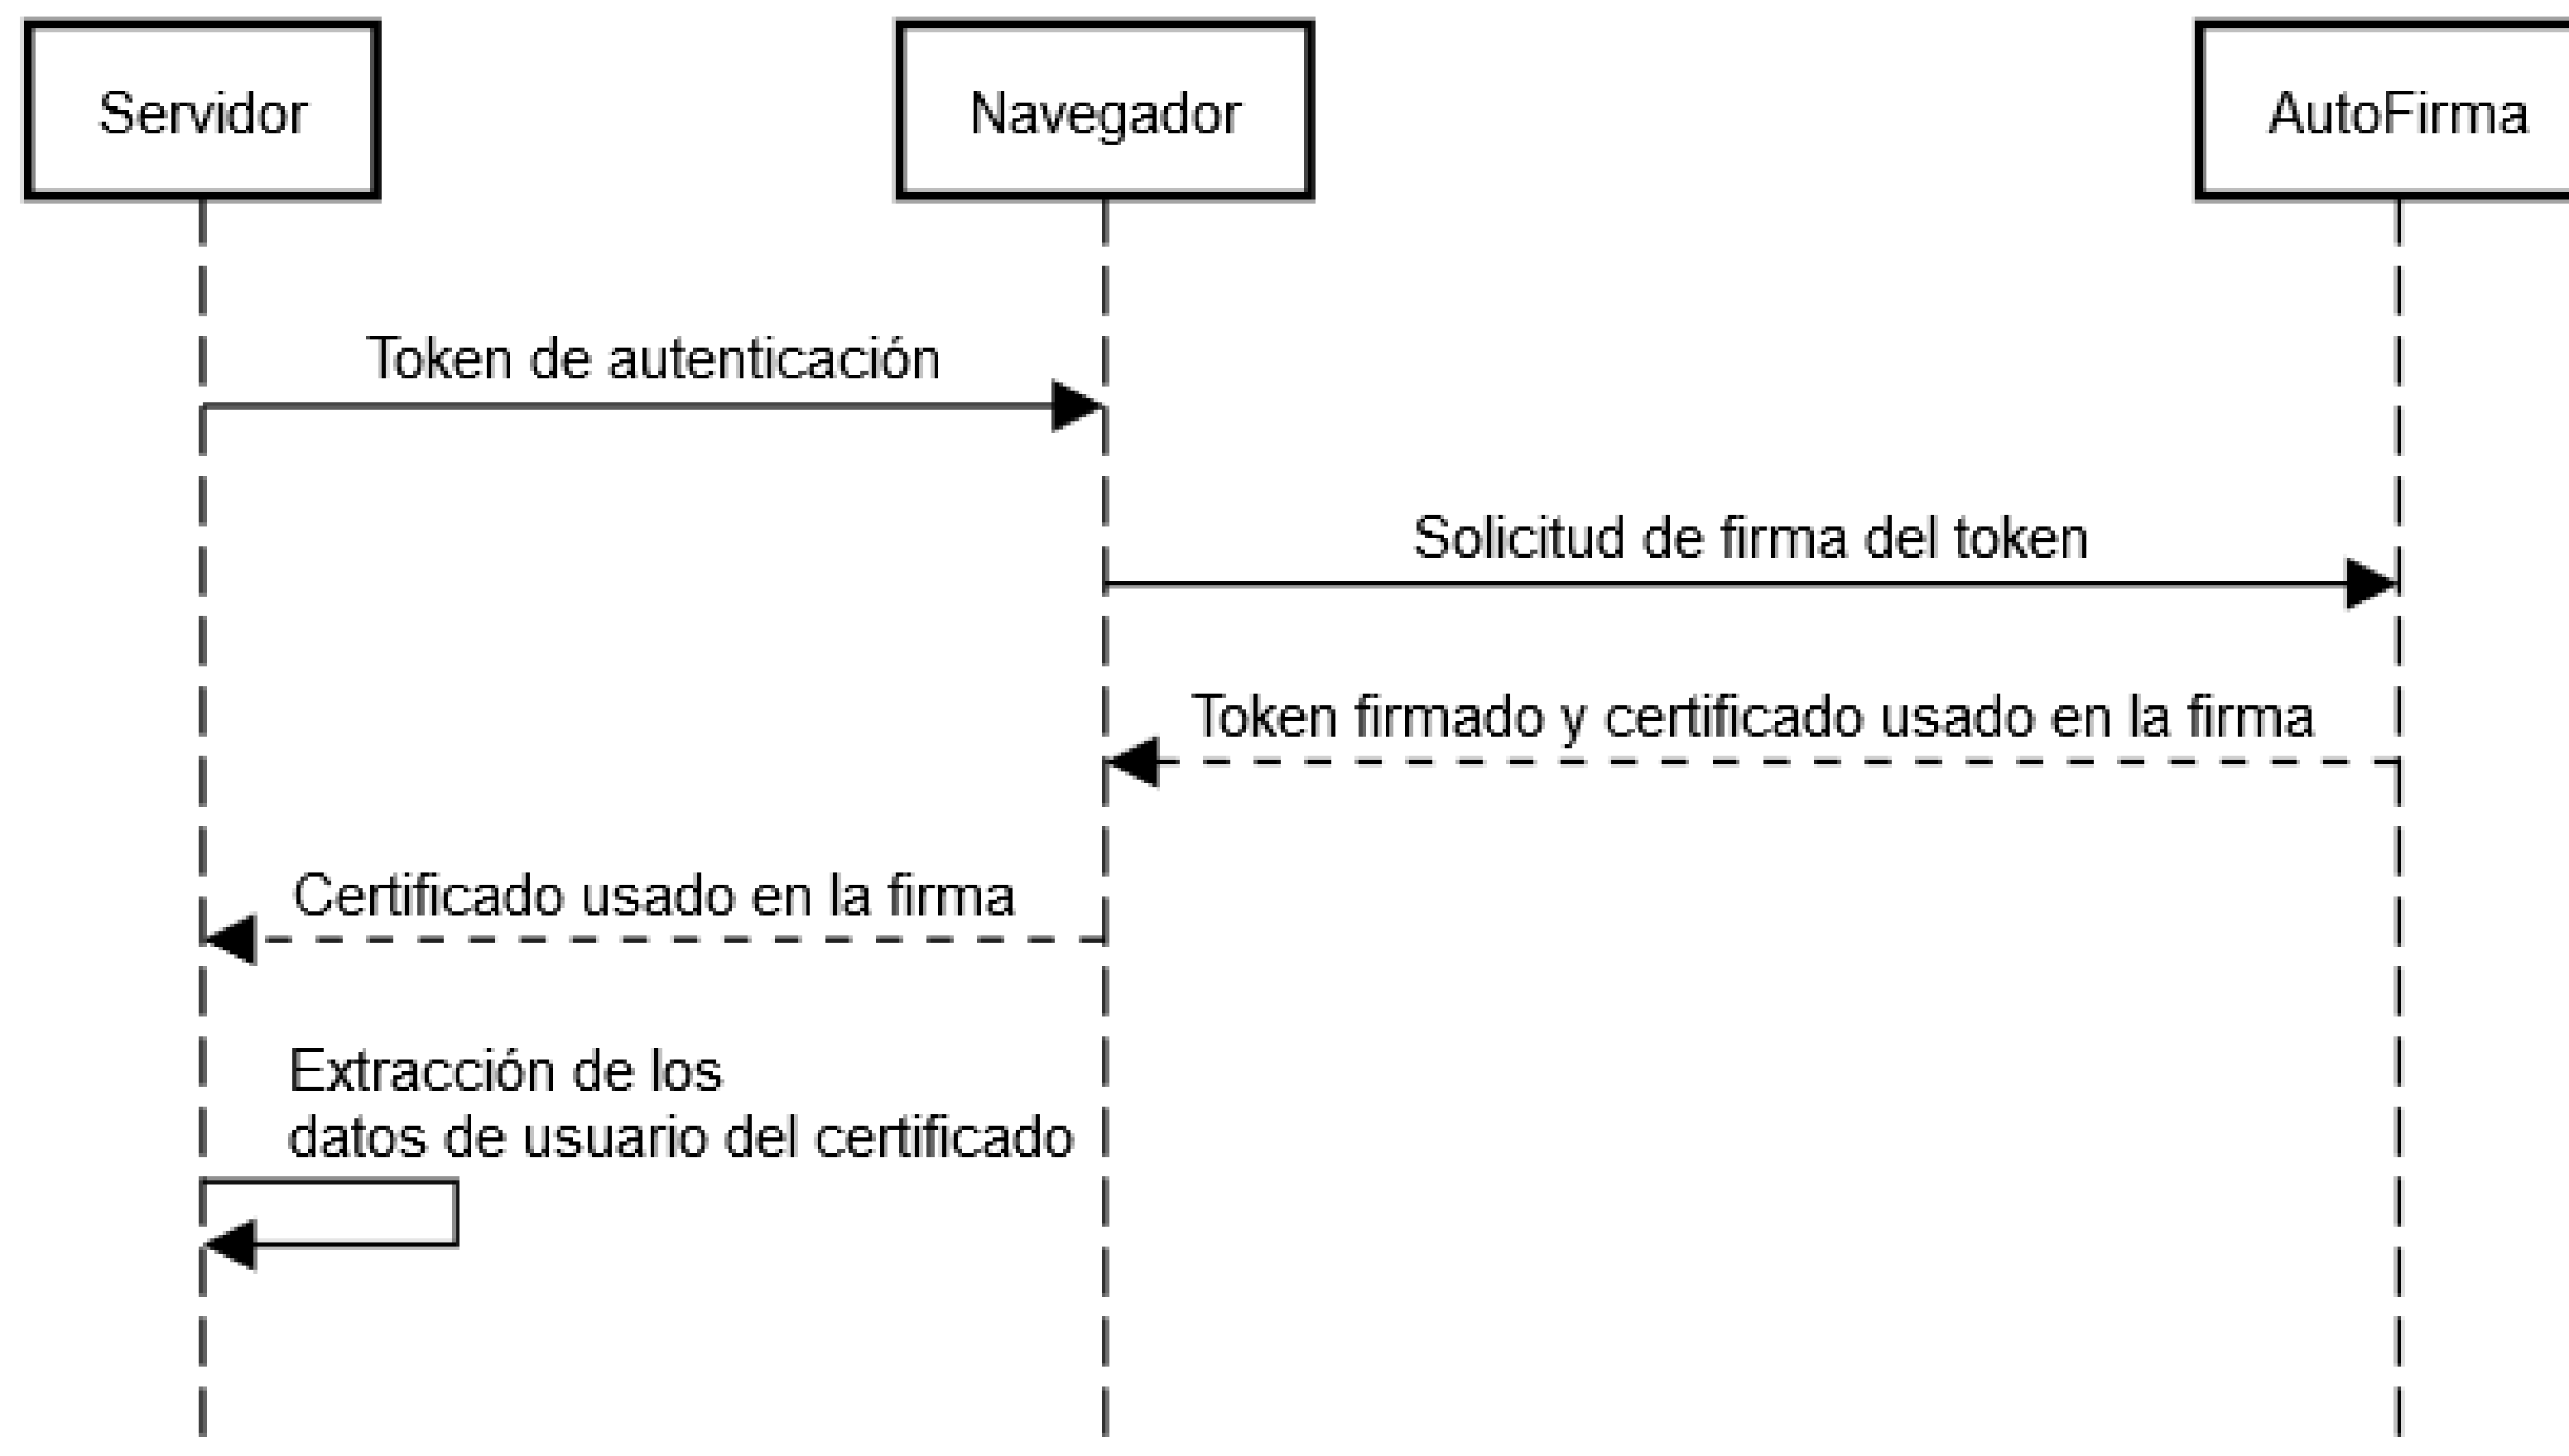 Servidor
Navegador
AutoFirma
Token de autenticación
Solicitud de firma del token
Token firmado y certificado usado en la firma
Certificado usado en la firma
Extracción de los
datos de usuario del certificado